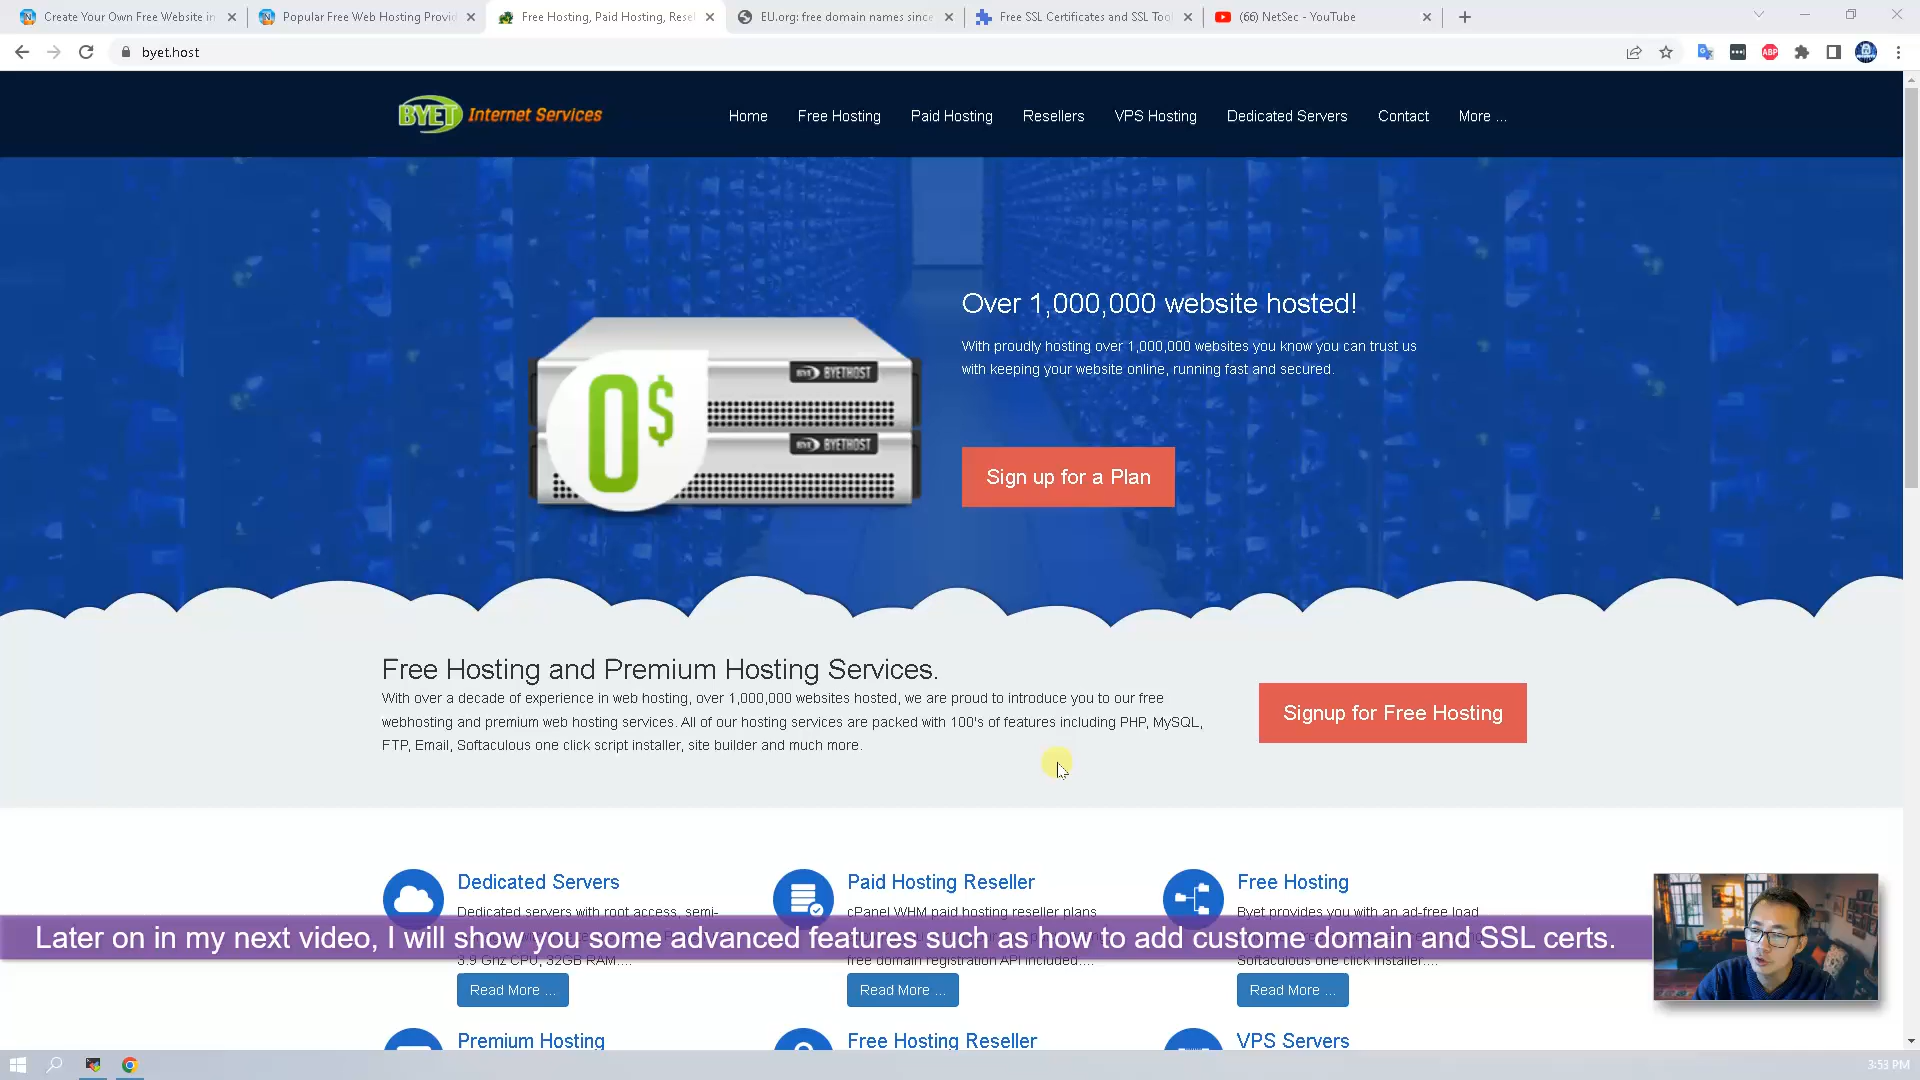 Create Your Own Free Website in
Popular Free Web Hosting Provid
Free Hosting, Paid Hosting, Resel
EU.org: free domain names since
Free SSL Certificates and SSL Too
(66) NetSec - YouTube
byet.host
ABP
BYET Internet Services
Home
Free Hosting
Paid Hosting
Resellers
VPS Hosting
Dedicated Servers
Contact
More ...
Over 1,000,000 website hosted!
With proudly hosting over 1,000,000 websites you know you can trust us
with keeping your website online, running fast and secured.
0$
BYETHOST
BYETHOST
Sign up for a Plan
Free Hosting and Premium Hosting Services.
With over a decade of experience in web hosting, over 1,000,000 websites hosted, we are proud to introduce you to our free
webhosting and premium web hosting services. All of our hosting services are packed with 100's of features including PHP, MySQL,
FTP, Email, Softaculous one click script installer, site builder and much more.
Signup for Free Hosting
Dedicated Servers
Dedicated servers with root access, semi-
3.9 Ghz CPU, 32GB RAM....
Read More ...
Paid Hosting Reseller
cPanel WHM paid hosting reseller plans
free domain registration API included....
Read More ...
Free Hosting
Byet provides you with an ad-free load
Softaculous one click installer....
Read More ...
Later on in my next video, I will show you some advanced features such as how to add custome domain and SSL certs.
Premium Hosting
Free Hosting Reseller
VPS Servers
3:53 PM